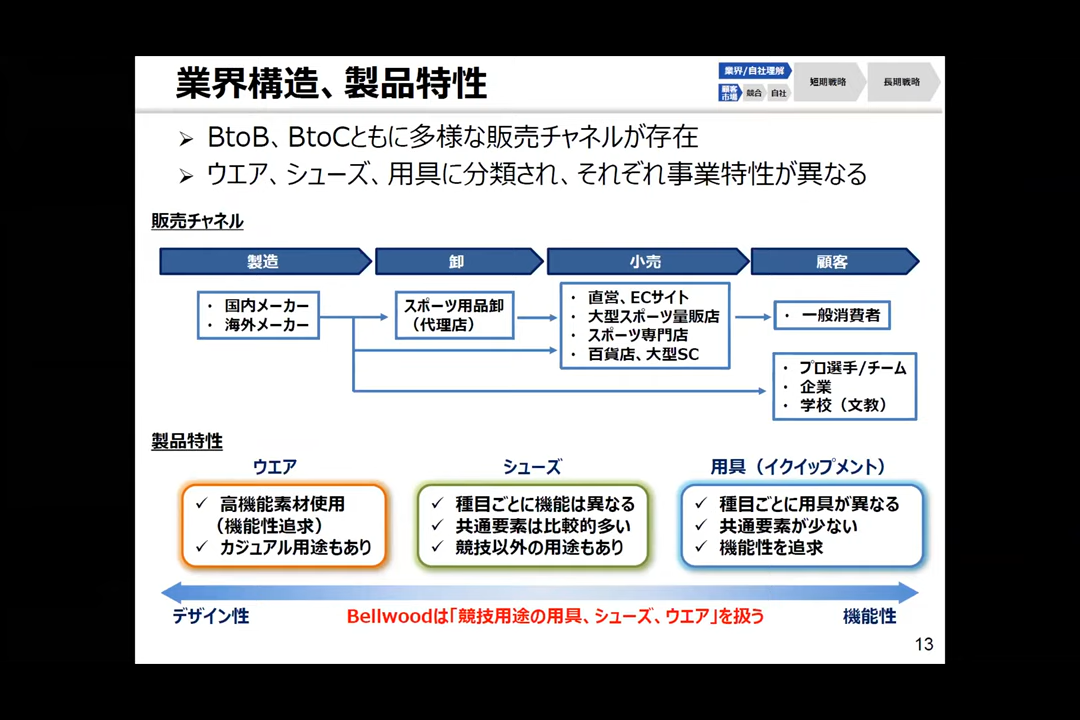 業界構造、製品特性
業界/自社理解
顧客
市場
競合
自社
短期戦略
長期戦略
➢ BtoB、BtoCともに多様な販売チャネルが存在
➢ ウエア、シューズ、用具に分類され、それぞれ事業特性が異なる
販売チャネル
製造
卸
小売
顧客
・ 国内メーカー
・ 海外メーカー
スポーツ用品卸
（代理店）
・ 直営、ECサイト
・ 大型スポーツ量販店
・ スポーツ専門店
・ 百貨店、大型SC
・ 一般消費者
・ プロ選手/チーム
・ 企業
・ 学校（文教）
製品特性
ウエア
✓ 高機能素材使用
（機能性追求）
✓ カジュアル用途もあり
シューズ
✓ 種目ごとに機能は異なる
✓ 共通要素は比較的多い
✓ 競技以外の用途もあり
用具（イクイップメント）
✓ 種目ごとに用具が異なる
✓ 共通要素が少ない
✓ 機能性を追求
デザイン性
Bellwoodは「競技用途の用具、シューズ、ウエア」を扱う
機能性
13